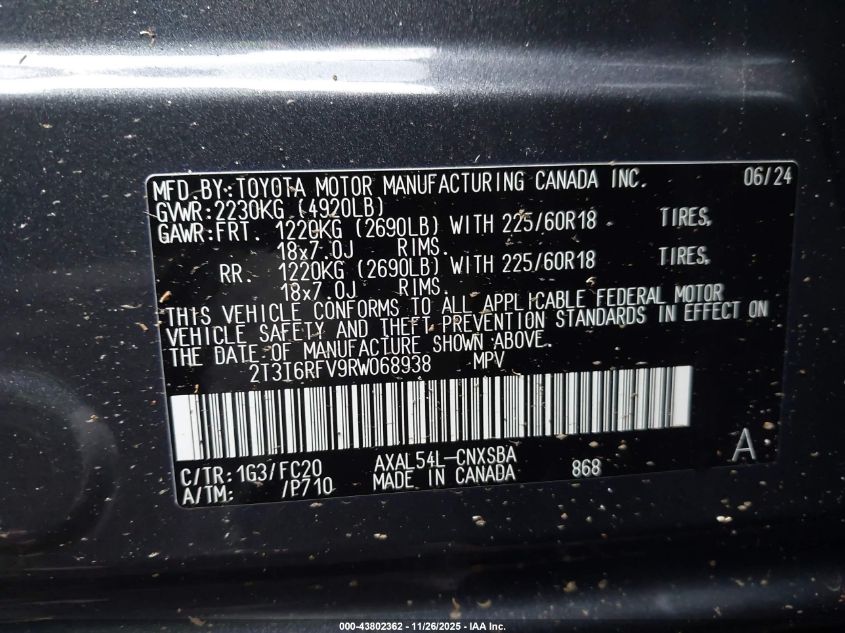 MFD BY:TOYOTA MOTOR MANUFACTURING CANADA INC. 06/24
GVWR:2230KG (4920LB)
GAWR:FRT. 1220KG (2690LB) WITH 225/60R18 TIRES,
18x7.0J RIMS.
RR. 1220KG (2690LB) WITH 225/60R18 TIRES,
18x7.0J RIMS.
THIS VEHICLE CONFORMS TO ALL APPLICABLE FEDERAL MOTOR
VEHICLE SAFETY AND THEFT PREVENTION STANDARDS IN EFFECT ON
THE DATE OF MANUFACTURE SHOWN ABOVE.
2T3I6RFV9RW068938 MPV
C/TR:1G3/FC20 AXAL54L-CNXSBA A
A/TM: /P710 MADE IN CANADA 868
000-43802362 - 11/26/2025 - IAA Inc.